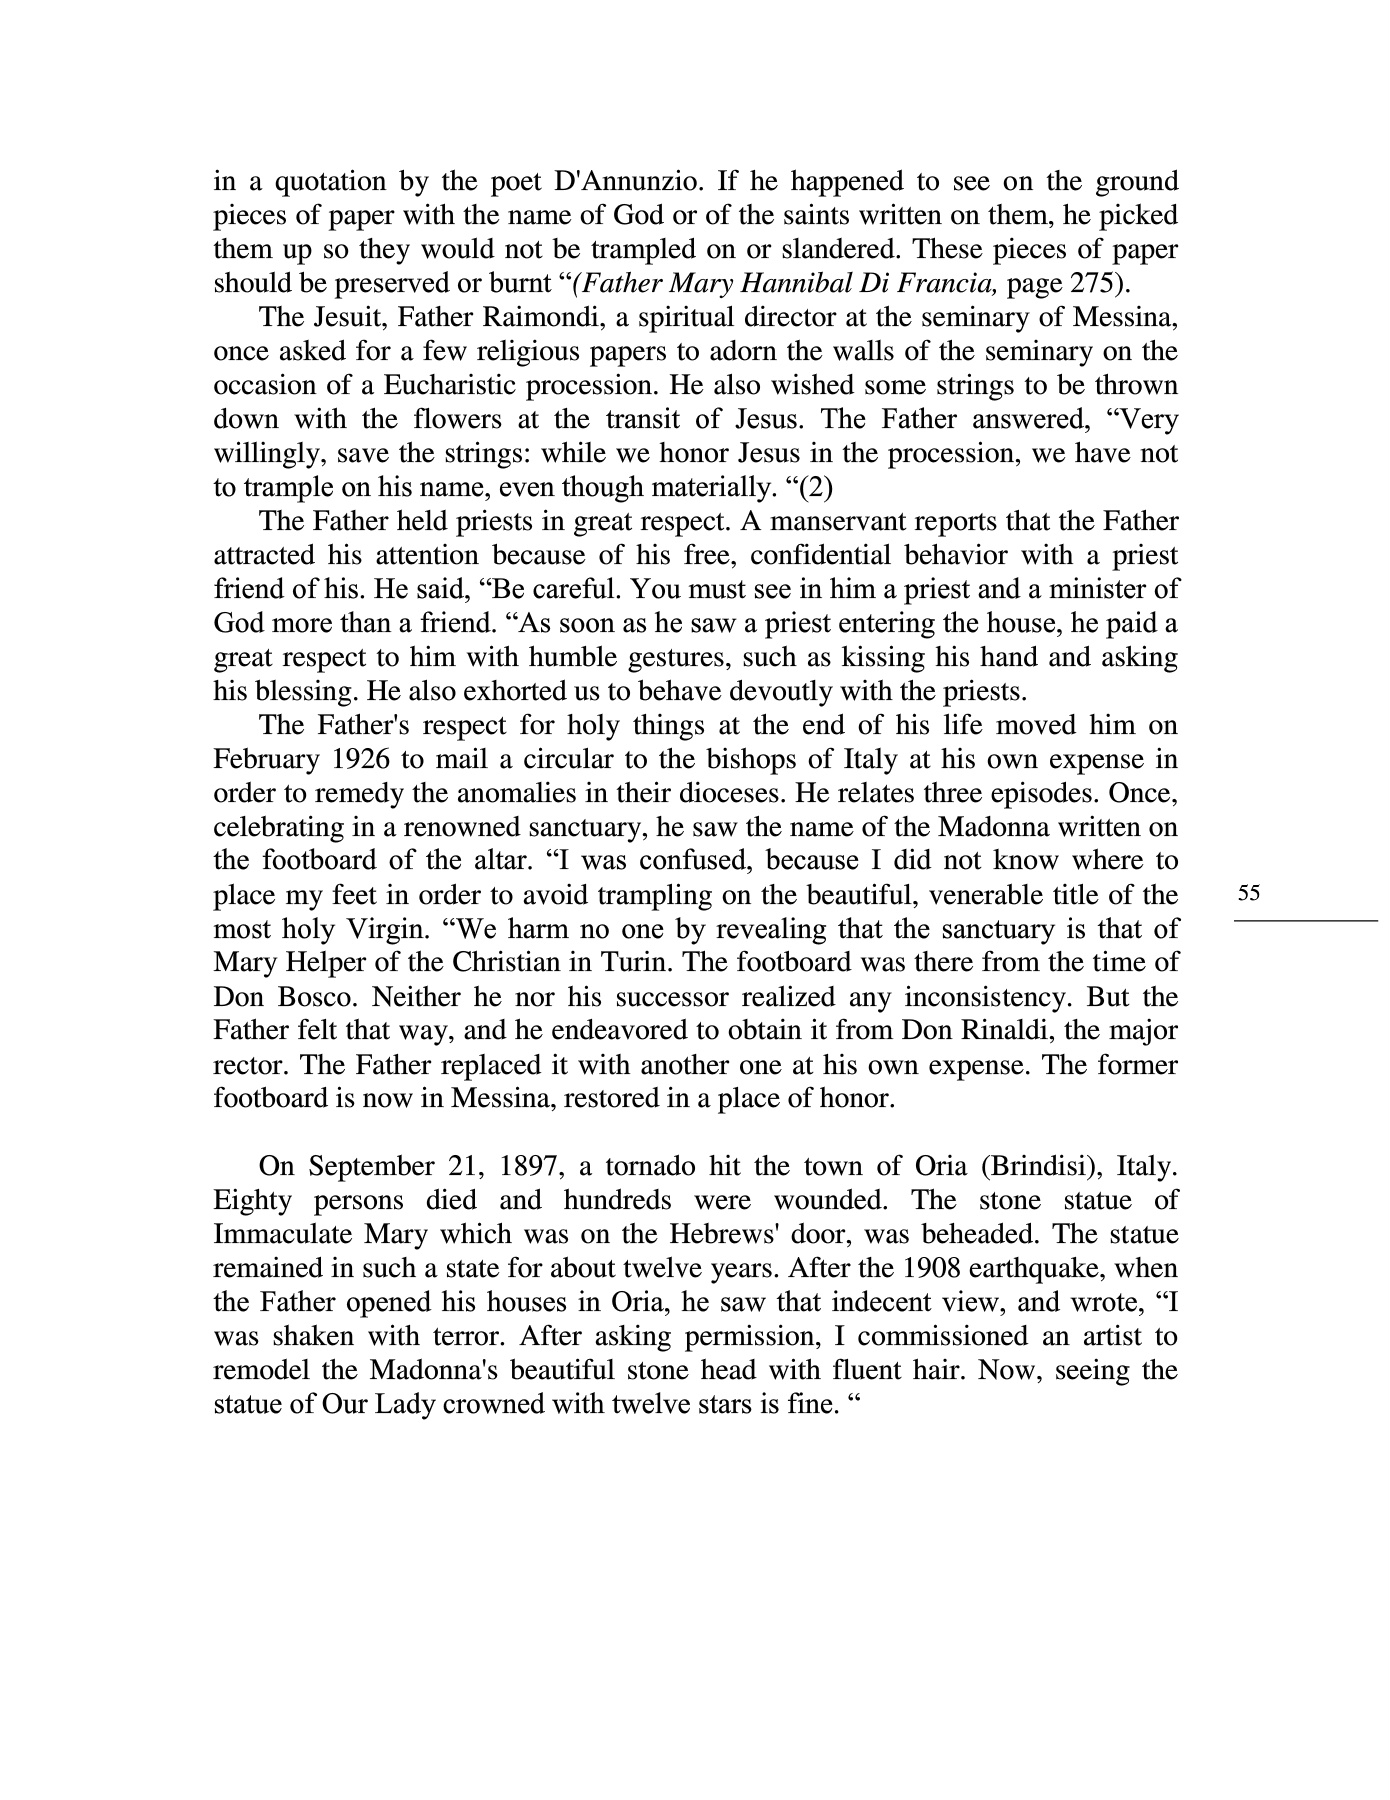 in a quotation by the poet D'Annunzio. If he happened to see on the ground
pieces of paper with the name of God or of the saints written on them, he picked
them up so they would not be trampled on or slandered. These pieces of paper
should be preserved or burnt “(Father Mary Hannibal Di Francia, page 275).
The Jesuit, Father Raimondi, a spiritual director at the seminary of Messina,
once asked for a few religious papers to adorn the walls of the seminary on the
occasion of a Eucharistic procession. He also wished some strings to be thrown
down with the flowers at the transit of Jesus. The Father answered, “Very
willingly, save the strings: while we honor Jesus in the procession, we have not
to trample on his name, even though materially. “(2)
The Father held priests in great respect. A manservant reports that the Father
attracted his attention because of his free, confidential behavior with a priest
friend of his. He said, “Be careful. You must see in him a priest and a minister of
God more than a friend. “As soon as he saw a priest entering the house, he paid a
great respect to him with humble gestures, such as kissing his hand and asking
his blessing. He also exhorted us to behave devoutly with the priests.
The Father's respect for holy things at the end of his life moved him on
February 1926 to mail a circular to the bishops of Italy at his own expense in
order to remedy the anomalies in their dioceses. He relates three episodes. Once,
celebrating in a renowned sanctuary, he saw the name of the Madonna written on
the footboard of the altar. “I was confused, because I did not know where to
place my feet in order to avoid trampling on the beautiful, venerable title of the
most holy Virgin. “We harm no one by revealing that the sanctuary is that of
Mary Helper of the Christian in Turin. The footboard was there from the time of
Don Bosco. Neither he nor his successor realized any inconsistency. But the
Father felt that way, and he endeavored to obtain it from Don Rinaldi, the major
rector. The Father replaced it with another one at his own expense. The former
footboard is now in Messina, restored in a place of honor.
On September 21, 1897, a tornado hit the town of Oria (Brindisi), Italy.
Eighty persons died and hundreds were wounded. The stone statue of
Immaculate Mary which was on the Hebrews' door, was beheaded. The statue
remained in such a state for about twelve years. After the 1908 earthquake, when
the Father opened his houses in Oria, he saw that indecent view, and wrote, “I
was shaken with terror. After asking permission, I commissioned an artist to
remodel the Madonna's beautiful stone head with fluent hair. Now, seeing the
statue of Our Lady crowned with twelve stars is fine. “
55